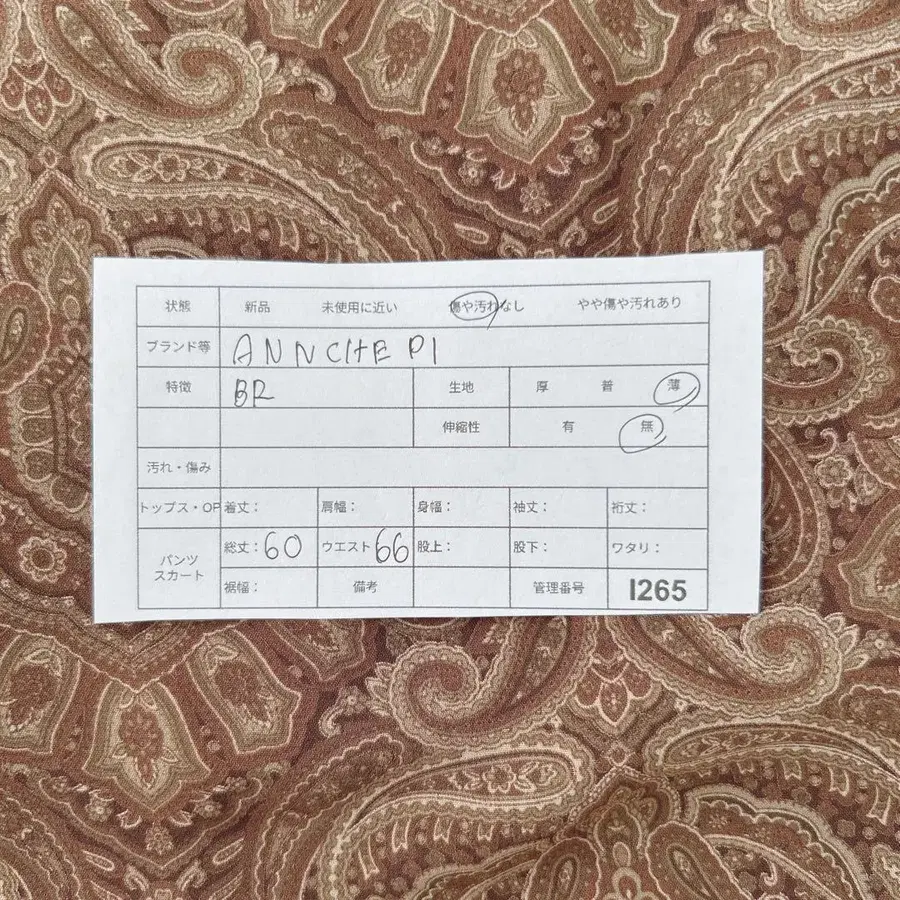 状態 新品 未使用に近い 傷や汚れなし やや傷や汚れあり
ブランド等 ANNCHE PI
特徴 BR 生地 厚 普 薄
伸縮性 有 無
汚れ・傷み
トップス・OP 着丈： 肩幅： 身幅： 袖丈： 裄丈：
パンツ スカート 総丈：60 ウエスト 66 股上： 股下： ワタリ：
裾幅： 備考 管理番号 I265